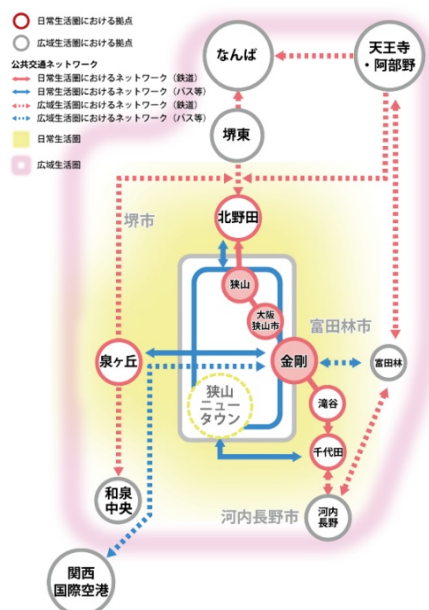 日常生活圏における拠点
広域生活圏における拠点
公共交通ネットワーク
日常生活圏におけるネットワーク（鉄道）
日常生活圏におけるネットワーク（バス等）
広域生活圏におけるネットワーク（鉄道）
広域生活圏におけるネットワーク（バス等）
日常生活圏
広域生活圏
なんば
天王寺
・阿部野
堺東
北野田
堺市
狭山
大阪
狭山市
富田林市
泉ヶ丘
金剛
富田林
狭山
ニュー
タウン
滝谷
千代田
和泉
中央
河内長野市
河内
長野
関西
国際空港